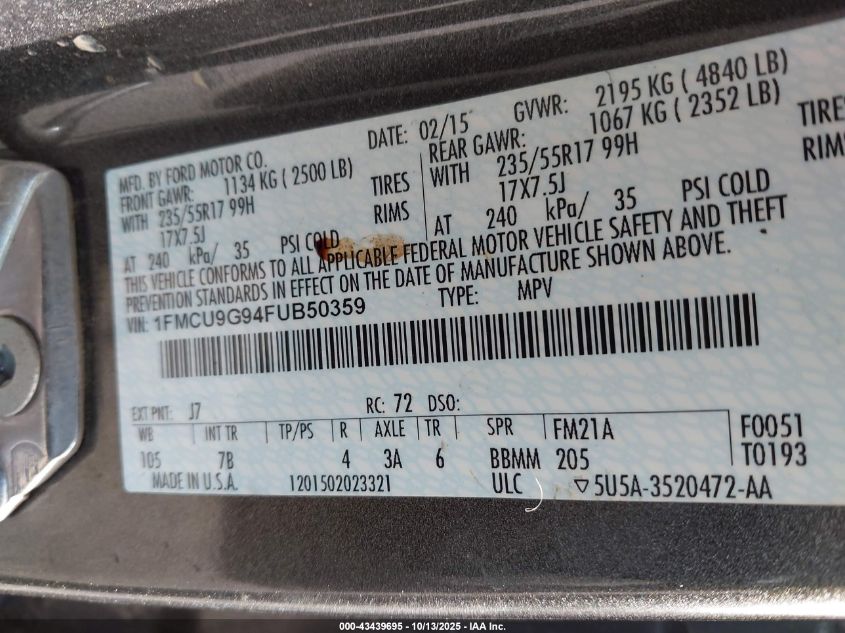 MFD. BY FORD MOTOR CO. DATE: 02/15 GVWR: 2195 KG ( 4840 LB)
FRONT GAWR: 1134 KG ( 2500 LB) REAR GAWR: 1067 KG ( 2352 LB)
WITH 235/55R17 99H TIRES WITH 235/55R17 99H TIRES
17X7.5J RIMS 17X7.5J RIMS
AT 240 kPa/ 35 PSI COLD AT 240 kPa/ 35 PSI COLD
THIS VEHICLE CONFORMS TO ALL APPLICABLE FEDERAL MOTOR VEHICLE SAFETY AND THEFT
PREVENTION STANDARDS IN EFFECT ON THE DATE OF MANUFACTURE SHOWN ABOVE.
VIN: 1FMCU9G94FUB50359 TYPE: MPV
EXT PNT: J7 RC: 72 DSO:
WB INT TR TP/PS R AXLE TR SPR FM21A F0051
105 7B 4 3A 6 BBMM 205 T0193
MADE IN U.S.A. 1201502023321 ULC ▽5U5A-3520472-AA
000-43439695 - 10/13/2025 - IAA Inc.